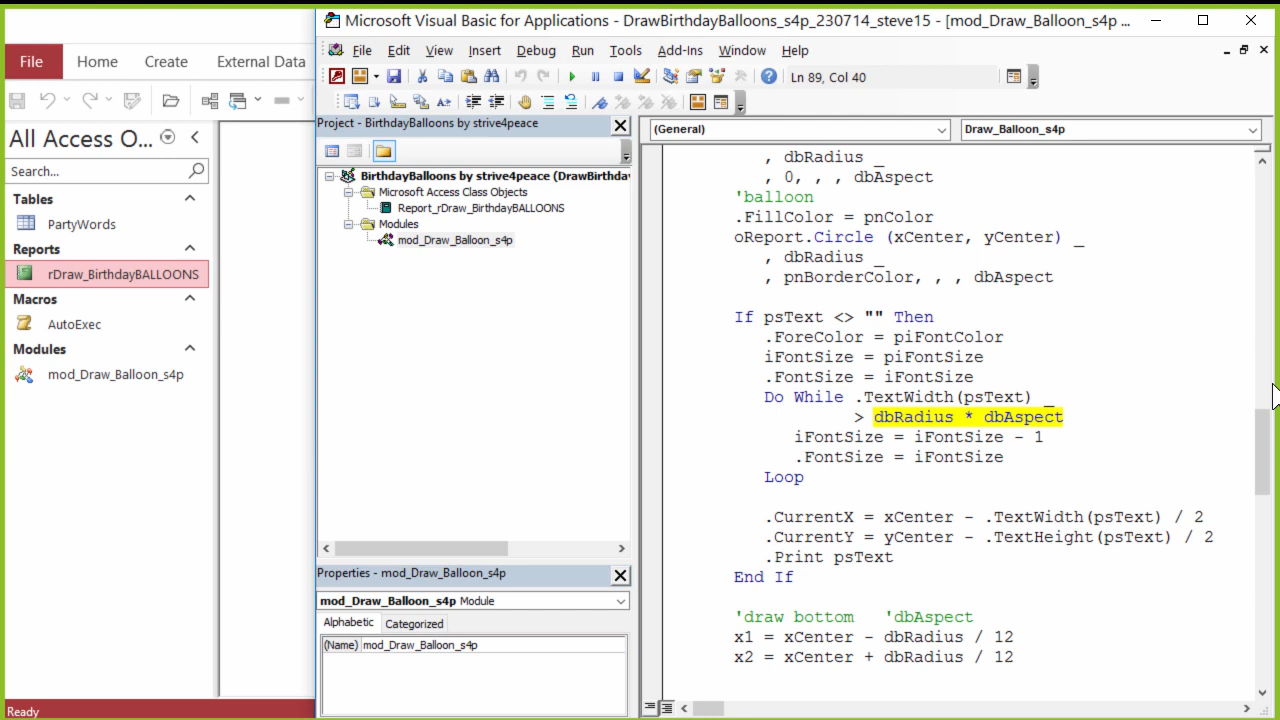 Microsoft Visual Basic for Applications - DrawBirthdayBalloons_s4p_230714_steve15 - [mod_Draw_Balloon_s4p ...
File Edit View Insert Debug Run Tools Add-Ins Window Help
Ln 89, Col 40
File Home Create External Data
All Access O...
Search...
Tables
PartyWords
Reports
rDraw_BirthdayBALLOONS
Macros
AutoExec
Modules
mod_Draw_Balloon_s4p
Ready
Project - BirthdayBalloons by strive4peace
BirthdayBalloons by strive4peace (DrawBirthda
Microsoft Access Class Objects
Report_rDraw_BirthdayBALLOONS
Modules
mod_Draw_Balloon_s4p
Properties - mod_Draw_Balloon_s4p
mod_Draw_Balloon_s4p Module
Alphabetic Categorized
(Name) mod_Draw_Balloon_s4p
(General) Draw_Balloon_s4p
, dbRadius _
, 0, , , dbAspect
'balloon
.FillColor = pnColor
oReport.Circle (xCenter, yCenter) _
, dbRadius _
, pnBorderColor, , , dbAspect
If psText <> "" Then
.ForeColor = piFontColor
iFontSize = piFontSize
.FontSize = iFontSize
Do While .TextWidth(psText) _
> dbRadius * dbAspect
iFontSize = iFontSize - 1
.FontSize = iFontSize
Loop
.CurrentX = xCenter - .TextWidth(psText) / 2
.CurrentY = yCenter - .TextHeight(psText) / 2
.Print psText
End If
'draw bottom 'dbAspect
x1 = xCenter - dbRadius / 12
x2 = xCenter + dbRadius / 12